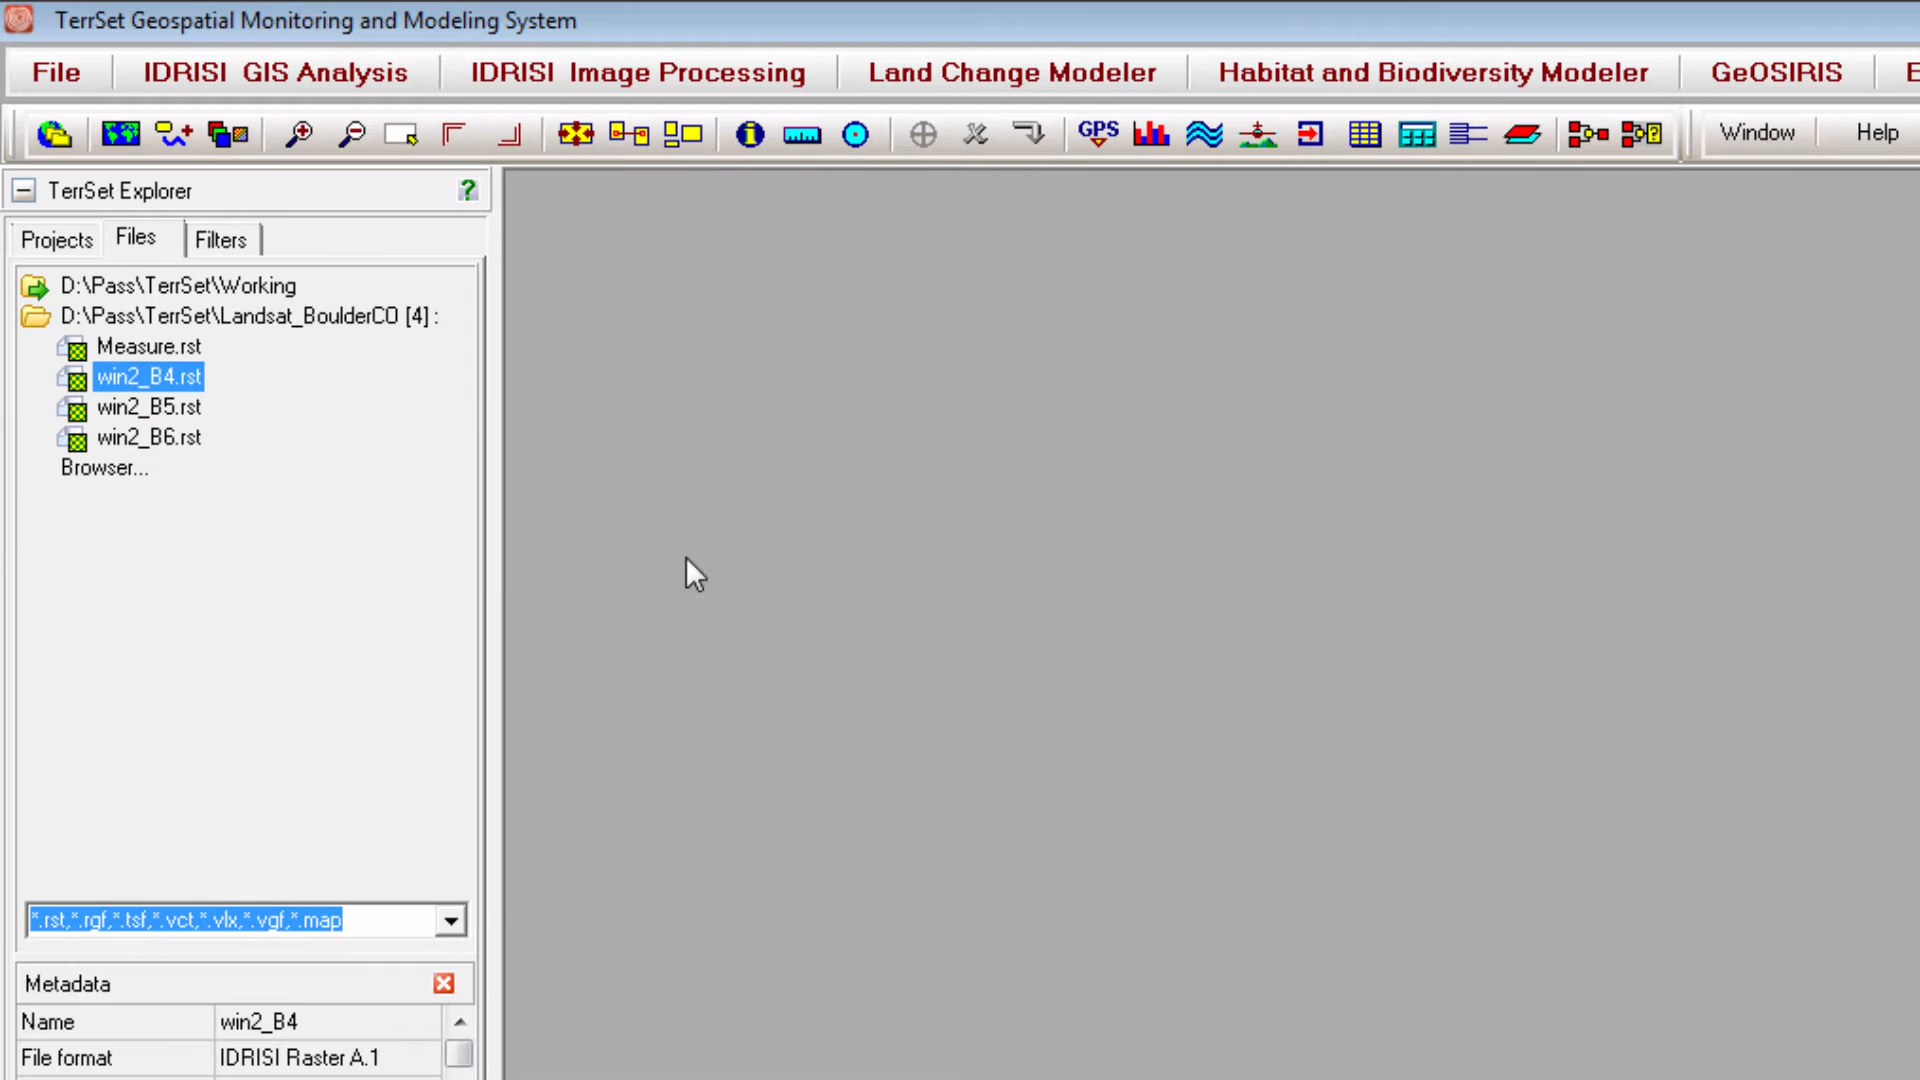 TerrSet Geospatial Monitoring and Modeling System
File IDRISI GIS Analysis IDRISI Image Processing Land Change Modeler Habitat and Biodiversity Modeler GeOSIRIS E
GPS Window Help
TerrSet Explorer ?
Projects Files Filters
D:\Pass\TerrSet\Working
D:\Pass\TerrSet\Landsat_BoulderCO [4] :
Measure.rst
win2_B4.rst
win2_B5.rst
win2_B6.rst
Browser...
*.rst,*.rgf,*.tsf,*.vct,*.vlx,*.vgf,*.map
Metadata
Name win2_B4
File format IDRISI Raster A.1